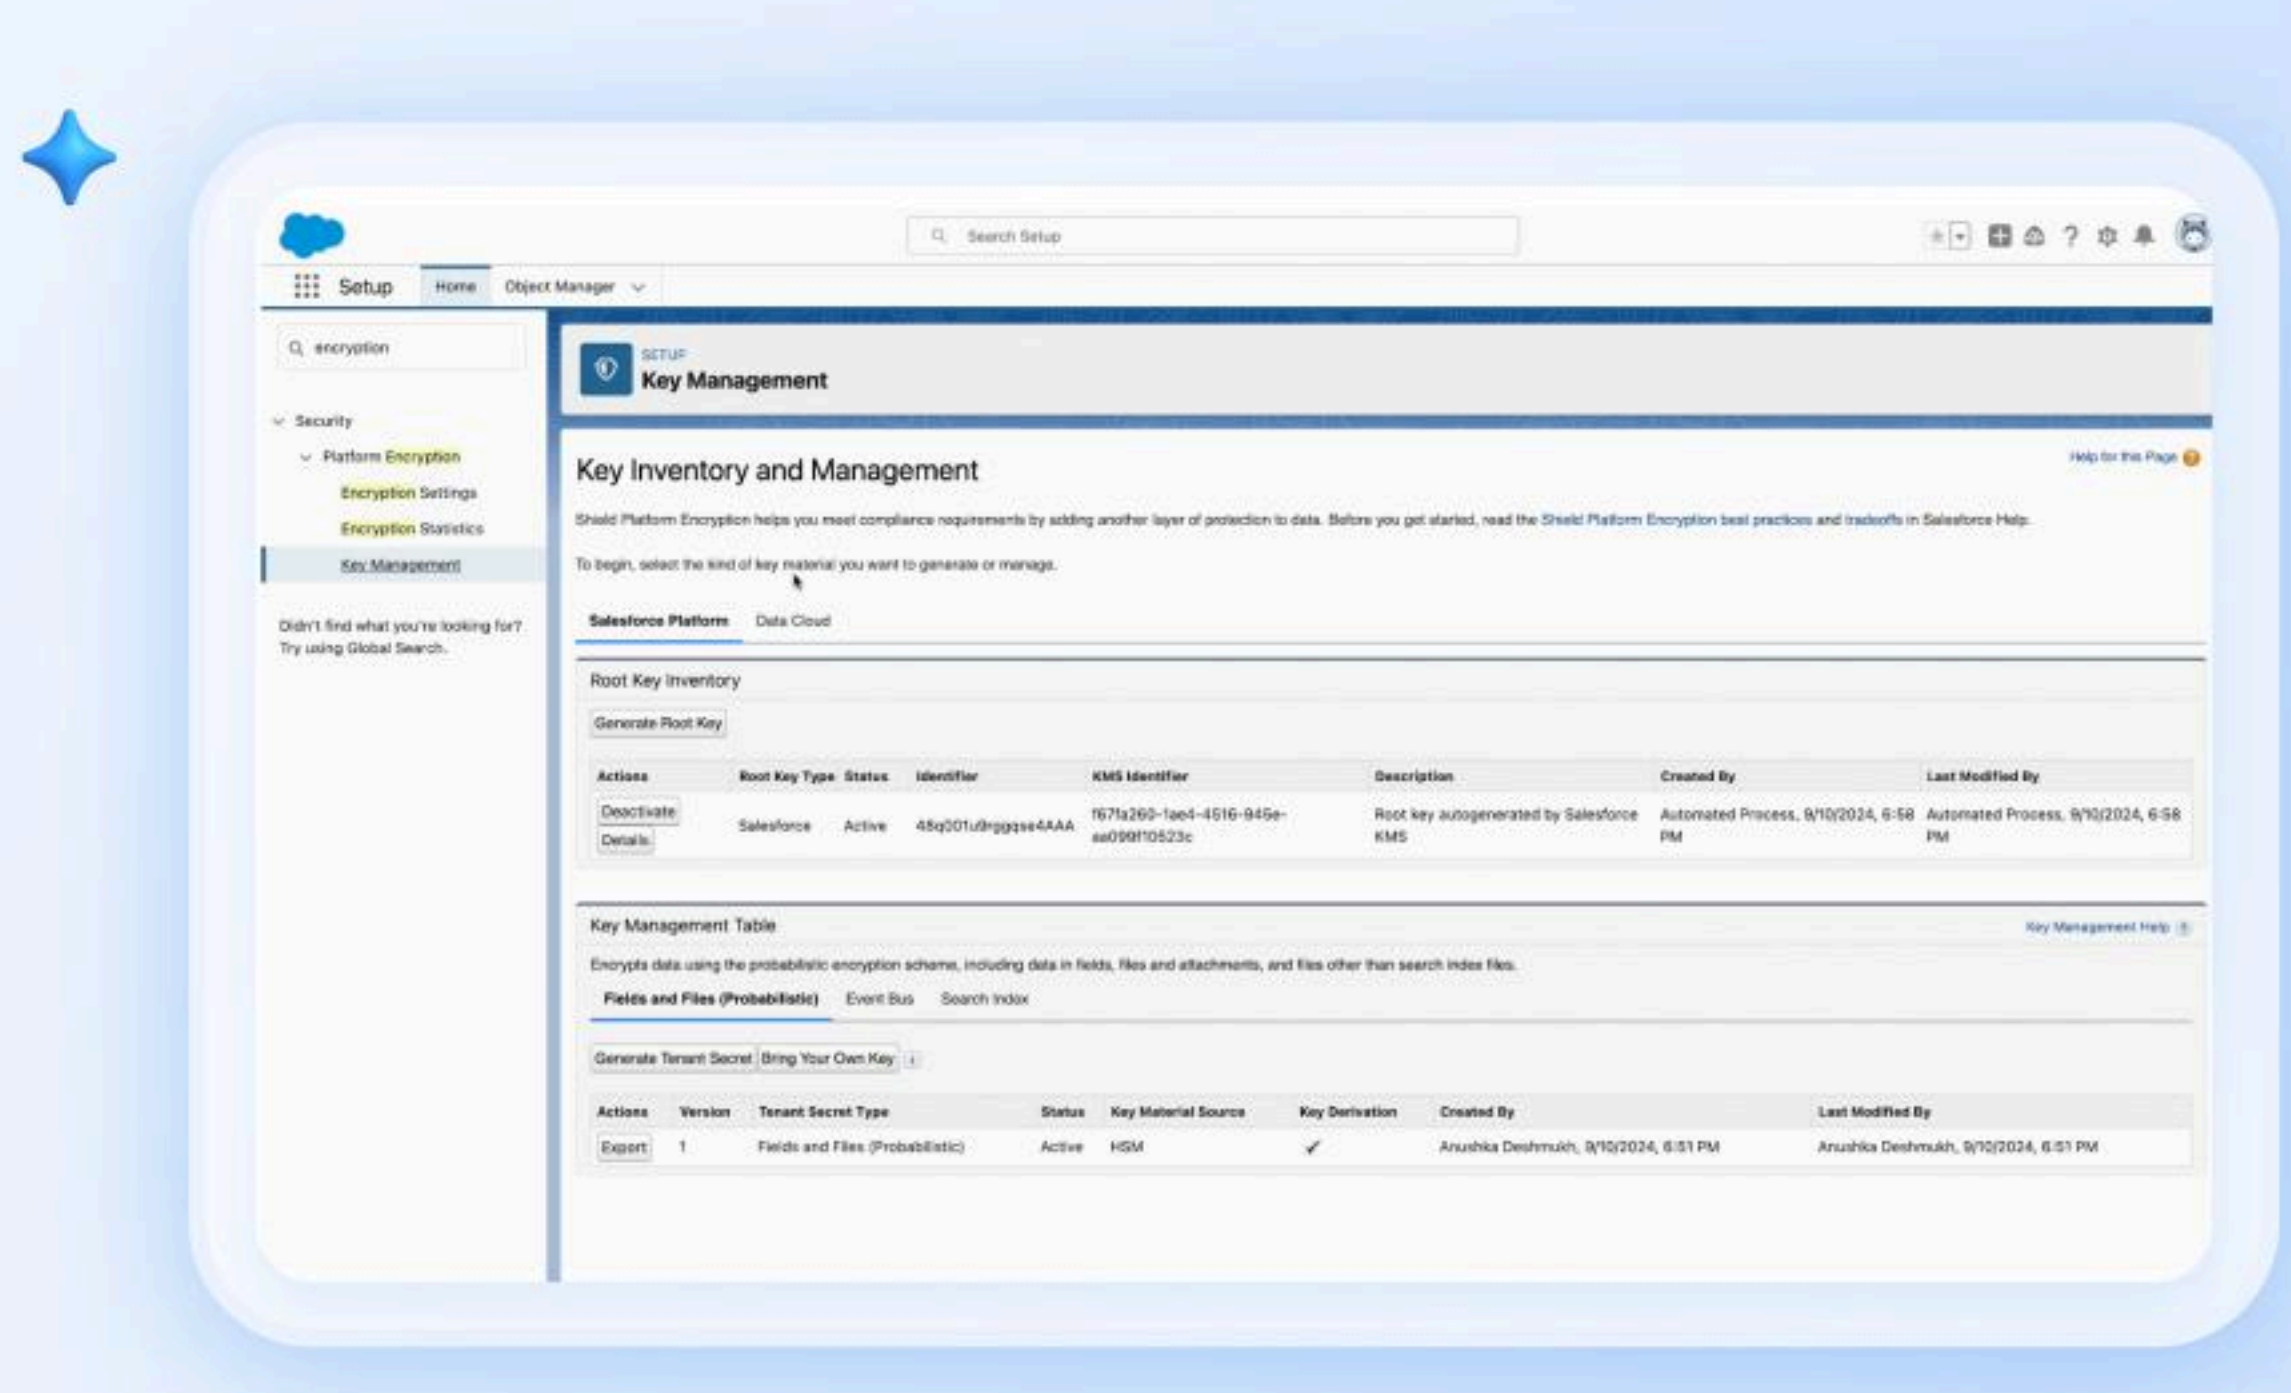 Search Setup
Setup
Home
Object Manager
encryption
Security
Platform Encryption
Encryption Settings
Encryption Statistics
Key Management
Didn't find what you're looking for?
Try using Global Search.
SETUP
Key Management
Key Inventory and Management
Help for this Page
Shield Platform Encryption helps you meet compliance requirements by adding another layer of protection to data. Before you get started, read the Shield Platform Encryption best practices and tradeoffs in Salesforce Help.
To begin, select the kind of key material you want to generate or manage.
Salesforce Platform Data Cloud
Root Key Inventory
Generate Root Key
Actions Root Key Type Status Identifier KMS Identifier Description Created By Last Modified By
Deactivate
Details
Salesforce Active
Root key autogenerated by Salesforce
KMS
Automated Process, 9/10/2024, 6:58
PM
Automated Process, 9/10/2024, 6:58
PM
Key Management Table
Key Management Help
Encrypts data using the probabilistic encryption scheme, including data in fields, files and attachments, and files other than search index files.
Fields and Files (Probabilistic) Event Bus Search Index
Generate Tenant Secret Bring Your Own Key
Actions Version Tenant Secret Type Status Key Material Source Key Derivation Created By Last Modified By
Export 1 Fields and Files (Probabilistic) Active HSM ✓ Anushka Deshmukh, 9/10/2024, 6:51 PM Anushka Deshmukh, 9/10/2024, 6:51 PM